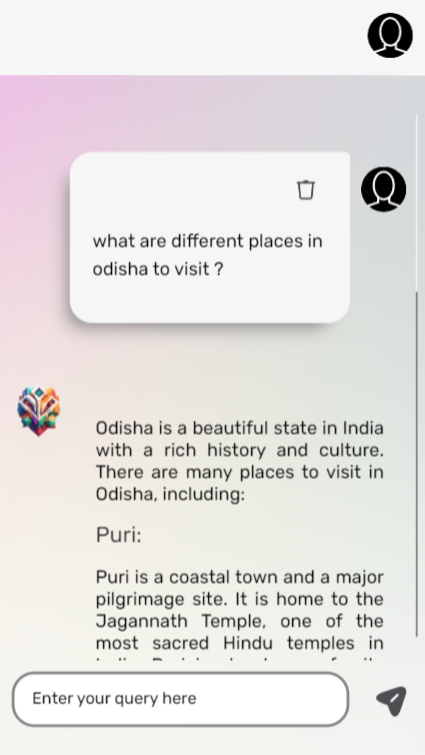 what are different places in
odisha to visit ?
Odisha is a beautiful state in India
with a rich history and culture.
There are many places to visit in
Odisha, including:
Puri:
Puri is a coastal town and a major
pilgrimage site. It is home to the
Jagannath Temple, one of the
most sacred Hindu temples in
Enter your query here